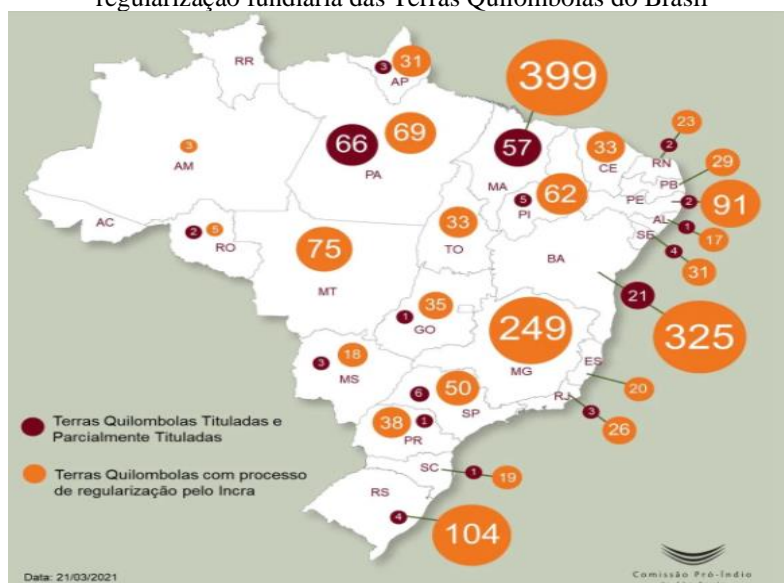 regularização fundiária das Terras Quilombolas do Brasil
RR
3
31
AP
399
3
AM
66
69
PA
57
MA
33
CE
23
2
RN
29
PB
PE
2
91
5
PI
62
AL
1
17
SE
4
31
AC
2
5
RO
75
MT
33
TO
BA
21
325
1
35
GO
249
MG
ES
20
3
18
MS
6
50
SP
RJ
3
26
38
1
PR
SC
1
19
RS
4
104
Terras Quilombolas Tituladas e
Parcialmente Tituladas
Terras Quilombolas com processo
de regularização pelo Incra
Data: 21/03/2021
Comissão Pró-Índio